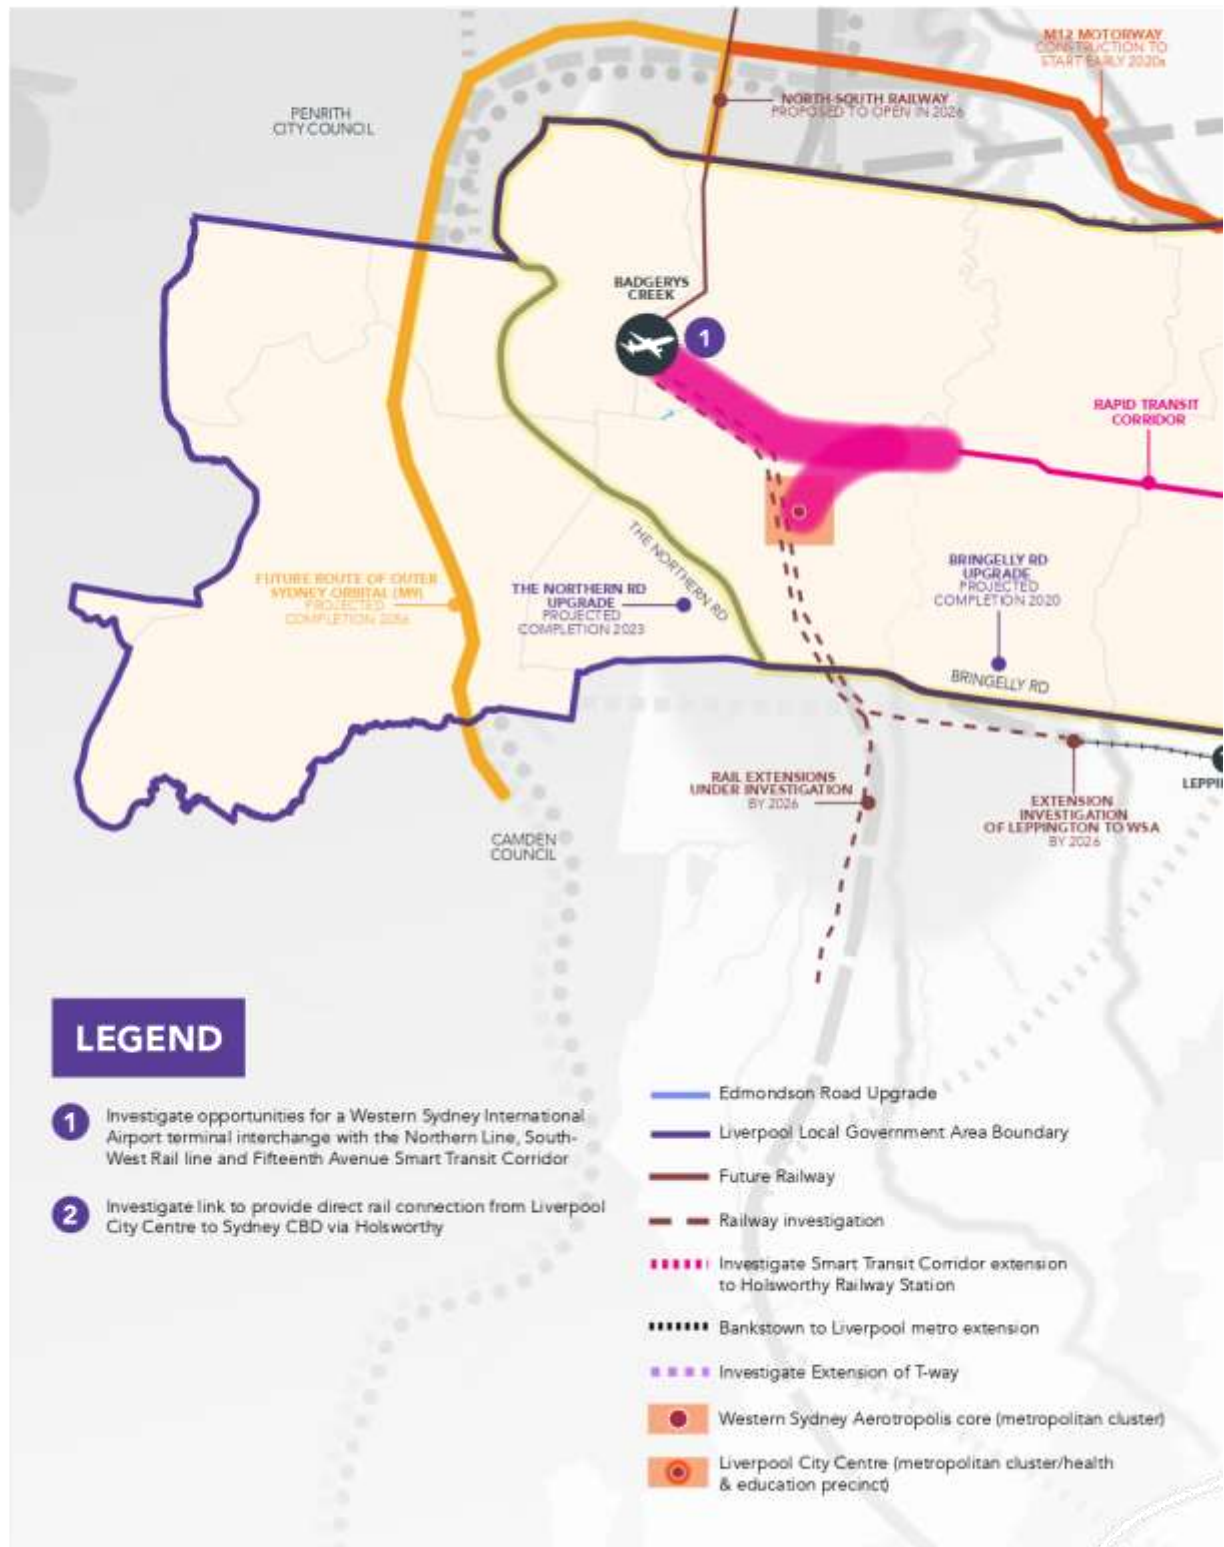 M12 MOTORWAY
CONSTRUCTION TO
START EARLY 2020s
NORTH-SOUTH RAILWAY
PROPOSED TO OPEN IN 2026
PENRITH
CITY COUNCIL
BADGERYS
CREEK
1
RAPID TRANSIT
CORRIDOR
THE NORTHERN RD
FUTURE ROUTE OF OUTER
SYDNEY ORBITAL (M9)
PROJECTED
THE NORTHERN RD
UPGRADE
PROJECTED
COMPLETION 2023
BRINGELLY RD
UPGRADE
PROJECTED
COMPLETION 2020
BRINGELLY RD
RAIL EXTENSIONS
UNDER INVESTIGATION
BY 2026
EXTENSION
INVESTIGATION
OF LEPPINGTON TO WSA
BY 2026
CAMDEN
COUNCIL
LEGEND
1 Investigate opportunities for a Western Sydney International
Airport terminal interchange with the Northern Line, South-
West Rail line and Fifteenth Avenue Smart Transit Corridor
2 Investigate link to provide direct rail connection from Liverpool
City Centre to Sydney CBD via Holsworthy
Edmondson Road Upgrade
Liverpool Local Government Area Boundary
Future Railway
Railway investigation
Investigate Smart Transit Corridor extension
to Holsworthy Railway Station
Bankstown to Liverpool metro extension
Investigate Extension of T-way
Western Sydney Aerotropolis core (metropolitan cluster)
Liverpool City Centre (metropolitan cluster/health
& education precinct)